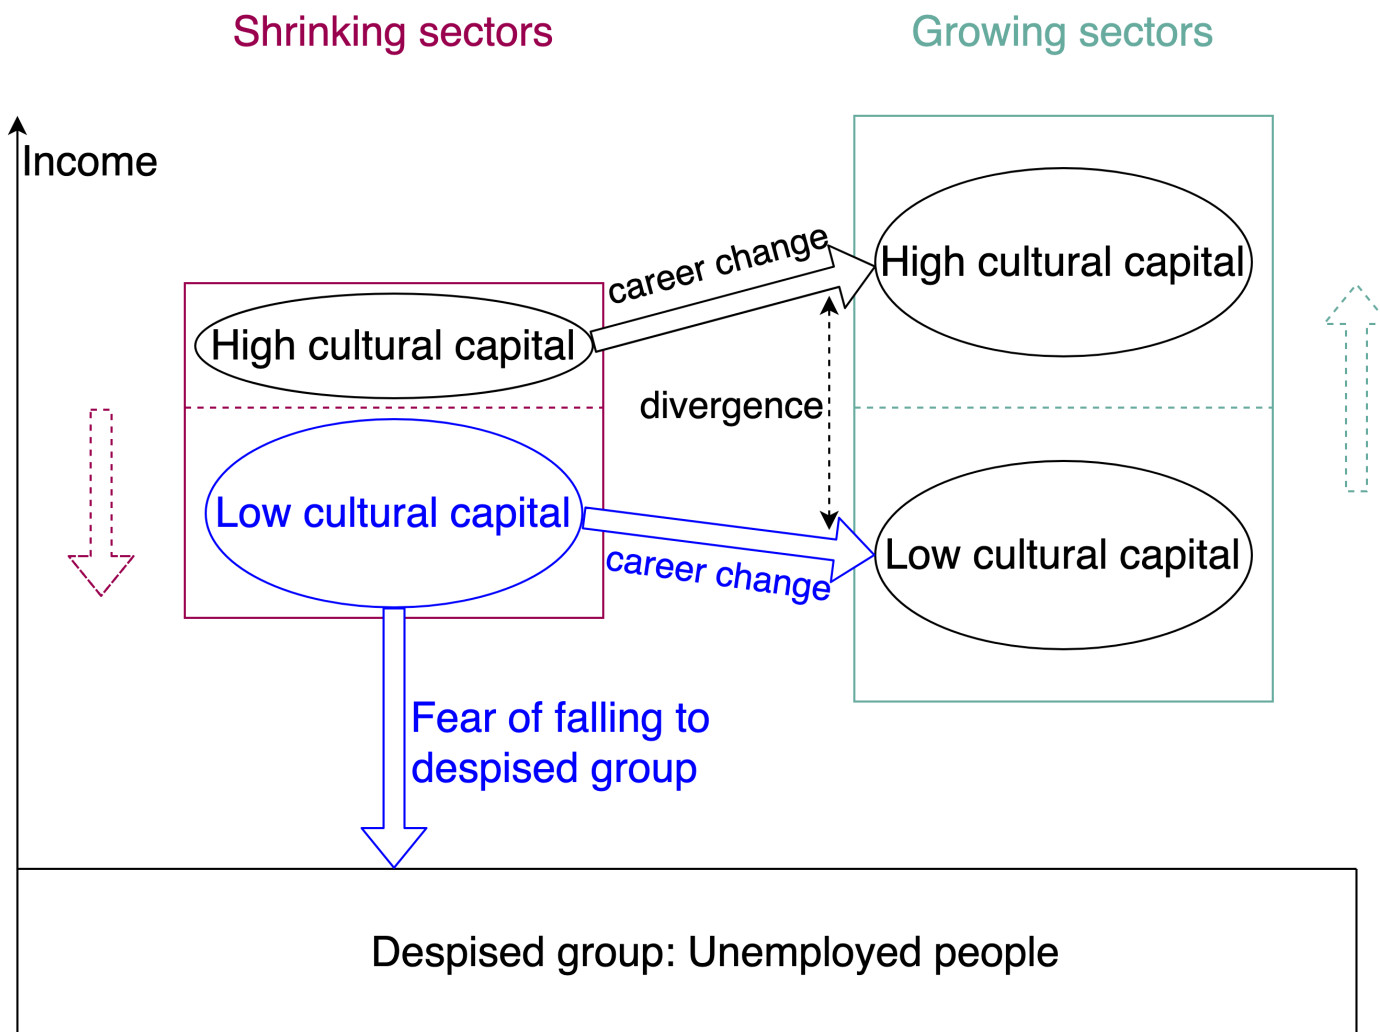 Shrinking sectors
Growing sectors
Income
career change
High cultural capital
High cultural capital
divergence
Low cultural capital
Low cultural capital
career change
Fear of falling to
despised group
Despised group: Unemployed people